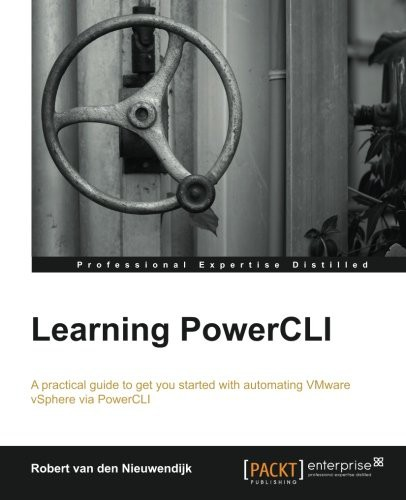 Professional Expertise Distilled
Learning PowerCLI
A practical guide to get you started with automating VMware
vSphere via PowerCLI
Robert van den Nieuwendijk
[PACKT] enterprise
PUBLISHING
professional expertise distilled